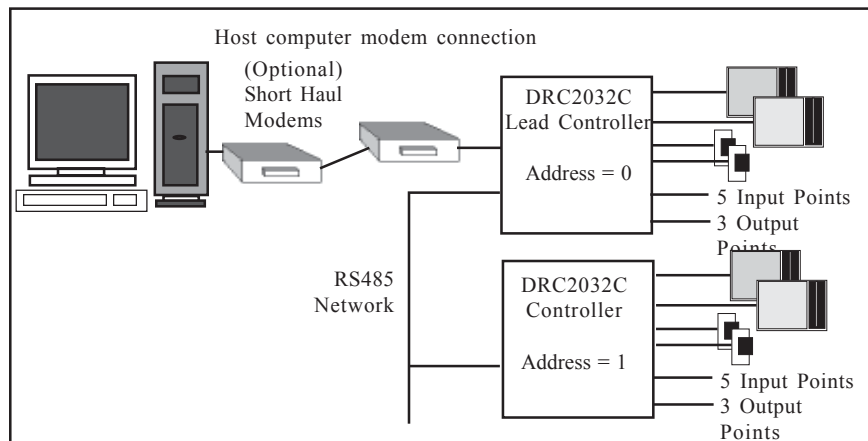 Host computer modem connection
(Optional)
Short Haul
Modems
DRC2032C
Lead Controller
Address = 0
5 Input Points
3 Output
Points
RS485
Network
DRC2032C
Controller
Address = 1
5 Input Points
3 Output
Points